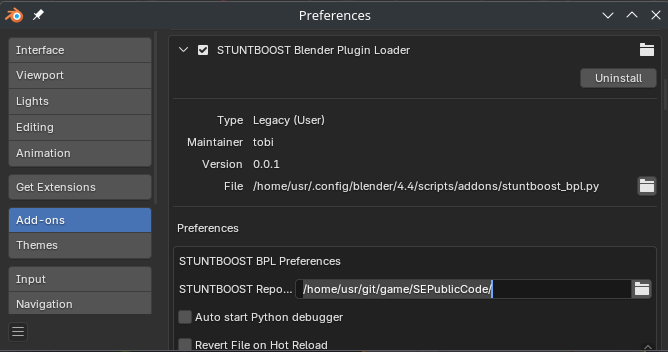 Preferences
Interface
Viewport
Lights
Editing
Animation
Get Extensions
Add-ons
Themes
Input
Navigation
STUNTBOOST Blender Plugin Loader
Uninstall
Type Legacy (User)
Maintainer tobi
Version 0.0.1
File /home/usr/.config/blender/4.4/scripts/addons/stuntboost_bpl.py
Preferences
STUNTBOOST BPL Preferences
STUNTBOOST Repo... /home/usr/git/game/SEPublicCode/
Auto start Python debugger
Revert File on Hot Reload